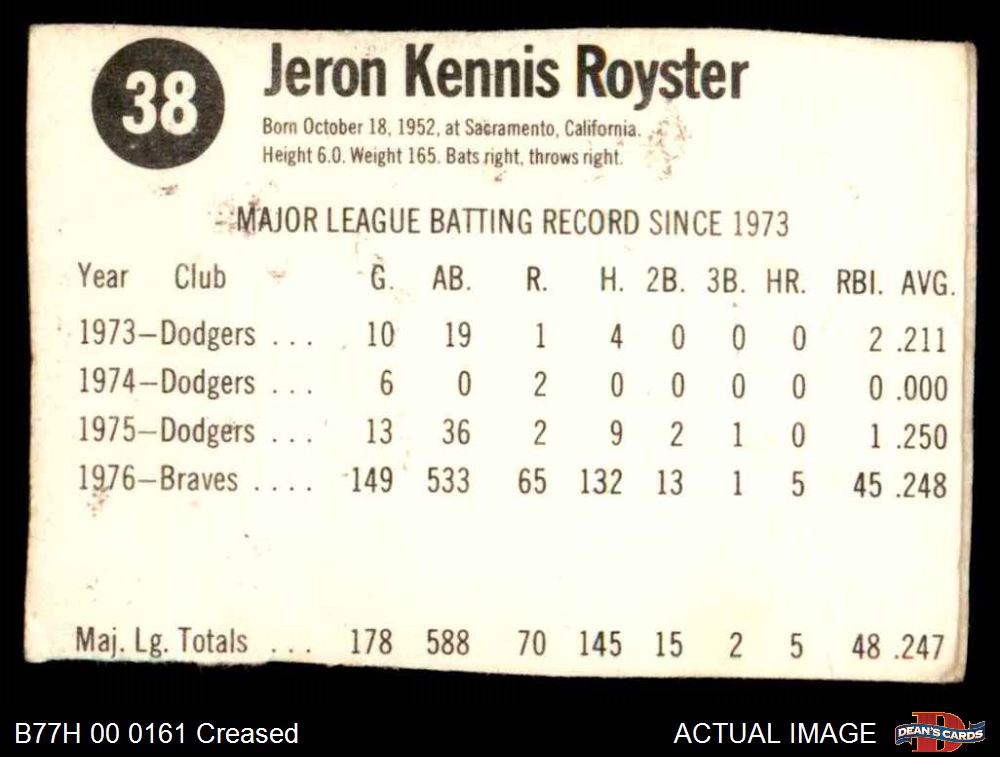 38
Jeron Kennis Royster
Born October 18, 1952, at Sacramento, California.
Height 6.0. Weight 165. Bats right, throws right.
MAJOR LEAGUE BATTING RECORD SINCE 1973
Year Club G. AB. R. H. 2B. 3B. HR. RBI. AVG.
1973—Dodgers ... 10 19 1 4 0 0 0 2 .211
1974—Dodgers ... 6 0 2 0 0 0 0 0 .000
1975—Dodgers ... 13 36 2 9 2 1 0 1 .250
1976—Braves .... 149 533 65 132 13 1 5 45 .248
Maj. Lg. Totals ... 178 588 70 145 15 2 5 48 .247
B77H 00 0161 Creased ACTUAL IMAGE DEAN'S CARDS